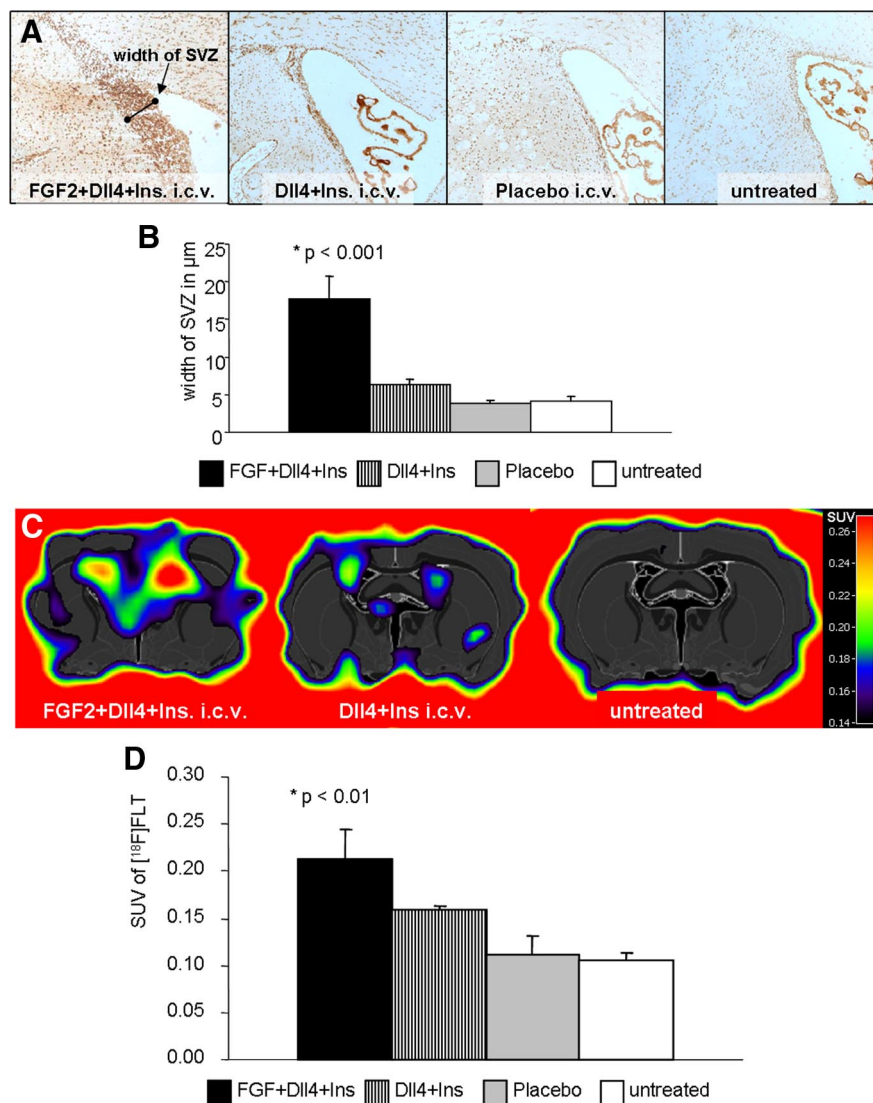 A
width of SVZ
FGF2+Dll4+Ins. i.c.v.
Dll4+Ins. i.c.v.
Placebo i.c.v.
untreated
B
width of SVZ in µm
25
20
15
10
5
0
* p < 0.001
FGF+Dll4+Ins
Dll4+Ins
Placebo
untreated
C
FGF2+Dll4+Ins. i.c.v.
Dll4+Ins i.c.v.
untreated
SUV
0.26
0.24
0.22
0.20
0.18
0.16
0.14
D
SUV of [¹⁸F]FLT
0.30
0.25
0.20
0.15
0.10
0.05
0.00
* p < 0.01
FGF+Dll4+Ins
Dll4+Ins
Placebo
untreated